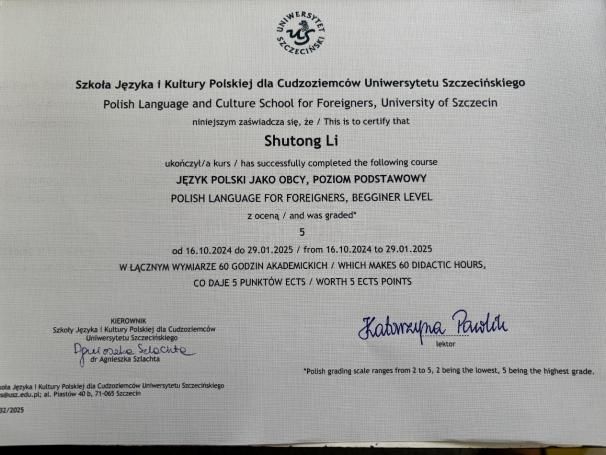 UNIWERSYTET
US
SZCZECIŃSKI
Szkoła Języka i Kultury Polskiej dla Cudzoziemców Uniwersytetu Szczecińskiego
Polish Language and Culture School for Foreigners, University of Szczecin
niniejszym zaświadcza się, że / This is to certify that
Shutong Li
ukończył/a kurs / has successfully completed the following course
JĘZYK POLSKI JAKO OBCY, POZIOM PODSTAWOWY
POLISH LANGUAGE FOR FOREIGNERS, BEGGINER LEVEL
z oceną / and was graded*
5
od 16.10.2024 do 29.01.2025 / from 16.10.2024 to 29.01.2025
W ŁĄCZNYM WYMIARZE 60 GODZIN AKADEMICKICH / WHICH MAKES 60 DIDACTIC HOURS,
CO DAJE 5 PUNKTÓW ECTS / WORTH 5 ECTS POINTS
KIEROWNIK
Szkoły Języka i Kultury Polskiej dla Cudzoziemców
Uniwersytetu Szczecińskiego
Agnieszka Szlachta
dr Agnieszka Szlachta
Katarzyna Pawlik
lektor
*Polish grading scale ranges from 2 to 5, 2 being the lowest, 5 being the highest grade.
koła Języka i Kultury Polskiej dla Cudzoziemców Uniwersytetu Szczecińskiego
s@usz.edu.pl; al. Piastów 40 b, 71-065 Szczecin
32/2025